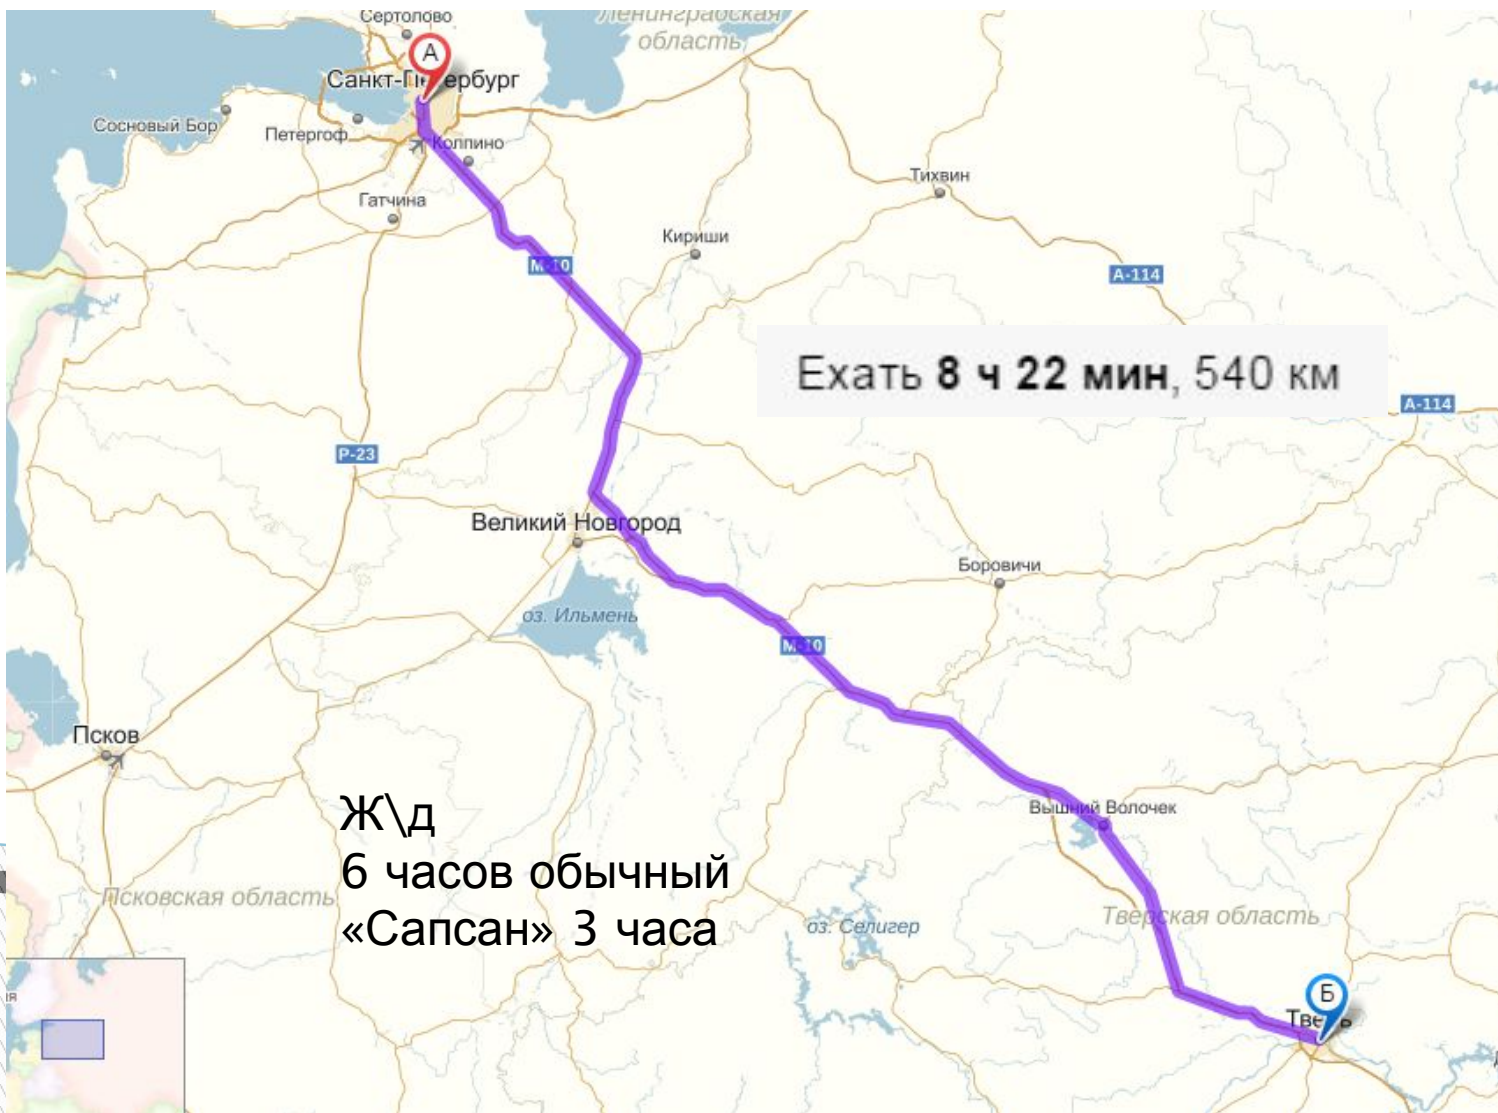 Сертолово
Ленинградская
область
А
Санкт-Петербург
Сосновый Бор
Петергоф
Колпино
Гатчина
Тихвин
Кириши
М-10
А-114
Ехать 8 ч 22 мин, 540 км
А-114
Р-23
Великий Новгород
Боровичи
оз. Ильмень
М-10
Псков
Вышний Волочек
Ж\д
6 часов обычный
«Сапсан» 3 часа
Псковская область
Тверская область
оз. Селигер
Б
Тверь